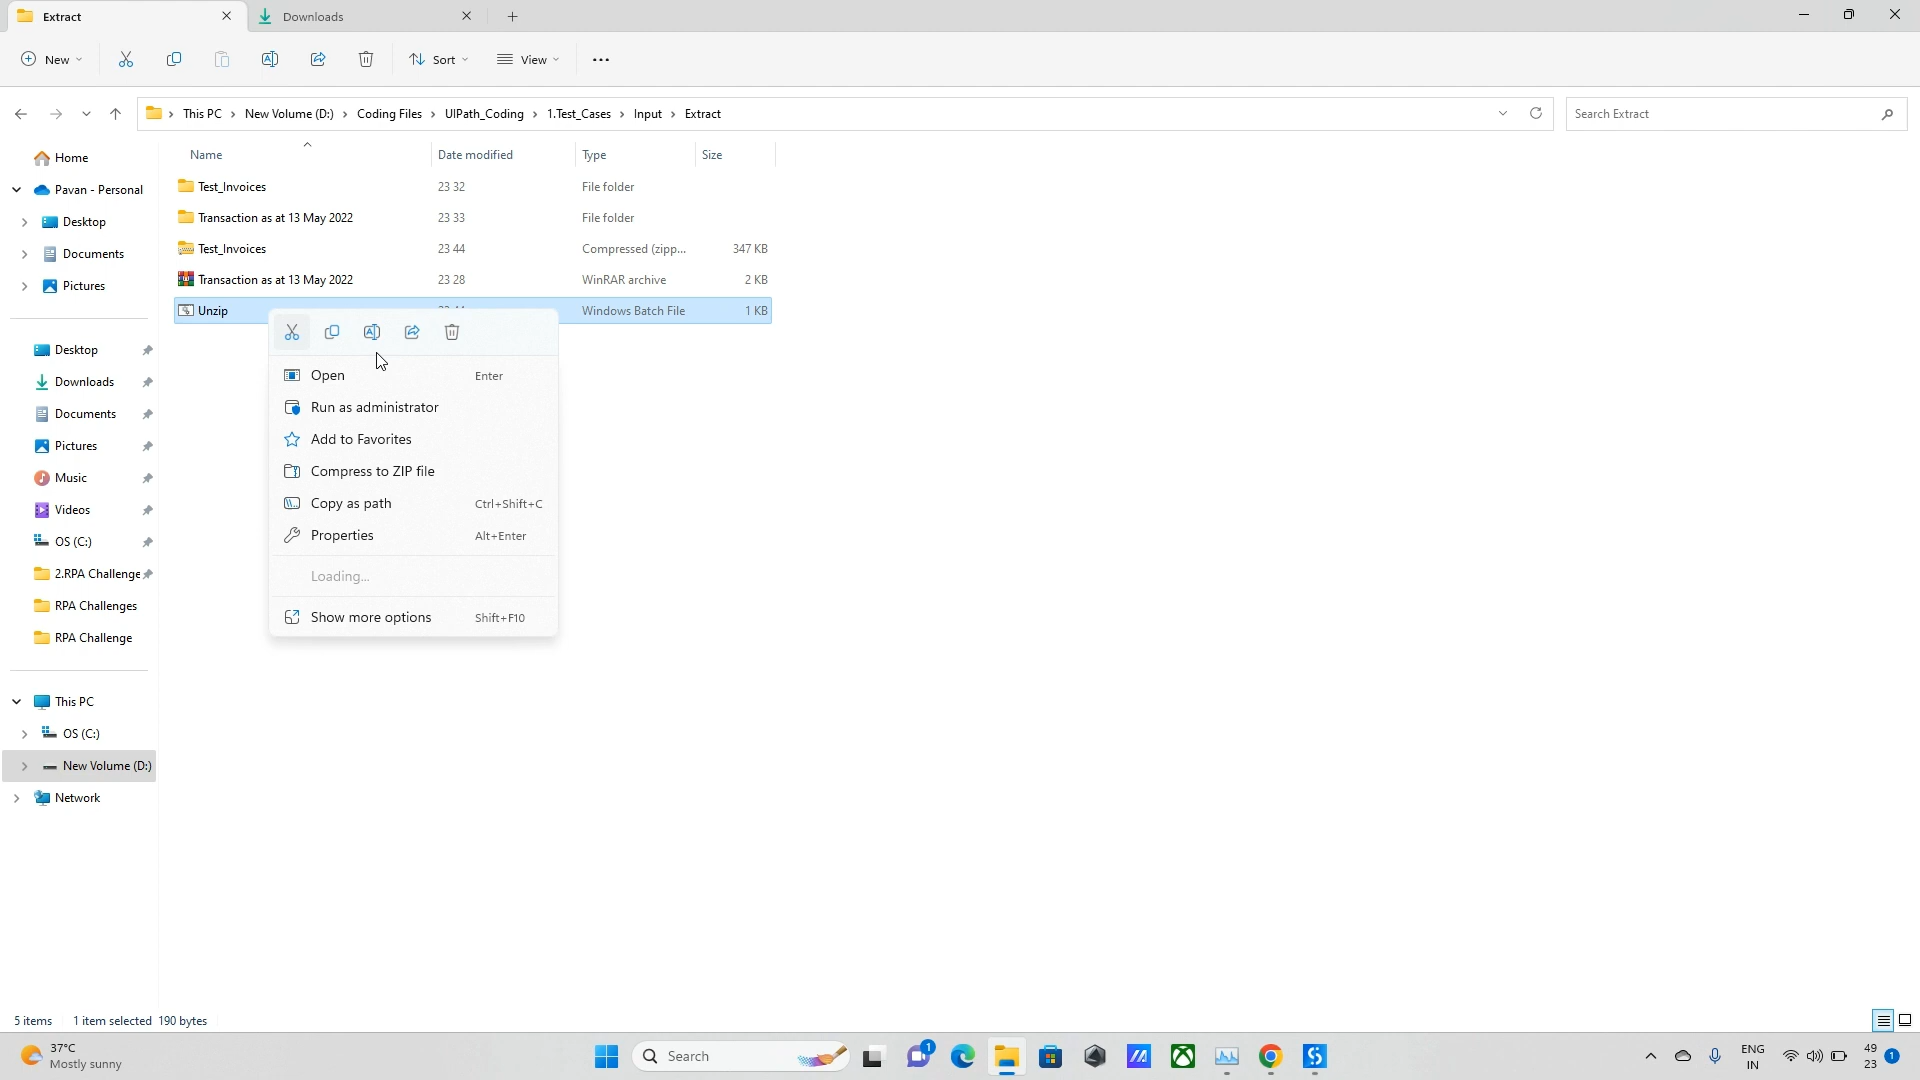 Extract
Downloads
New
Sort
View
This PC
New Volume (D:)
Coding Files
UIPath_Coding
1.Test_Cases
Input
Extract
Search Extract
Name
Date modified
Type
Size
Test_Invoices
23 32
File folder
Transaction as at 13 May 2022
23 33
File folder
Test_Invoices
23 44
Compressed (zipp...
347 KB
Transaction as at 13 May 2022
23 28
WinRAR archive
2 KB
Unzip
Windows Batch File
1 KB
Open
Enter
Run as administrator
Add to Favorites
Compress to ZIP file
Copy as path
Ctrl+Shift+C
Properties
Alt+Enter
Loading...
Show more options
Shift+F10
Home
Pavan - Personal
Desktop
Documents
Pictures
Desktop
Downloads
Documents
Pictures
Music
Videos
OS (C:)
2.RPA Challenge
RPA Challenges
RPA Challenge
This PC
OS (C:)
New Volume (D:)
Network
5 items
1 item selected 190 bytes
37°C
Mostly sunny
Search
1
ENG
IN
49
23
1